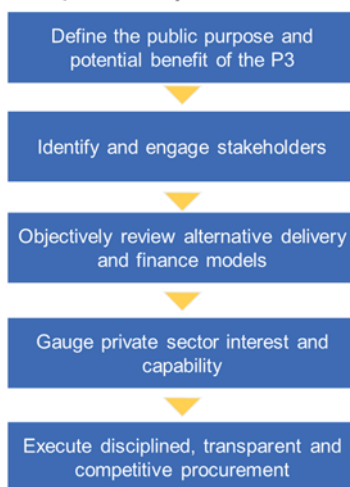 Define the public purpose and
potential benefit of the P3
Identify and engage stakeholders
Objectively review alternative delivery
and finance models
Gauge private sector interest and
capability
Execute disciplined, transparent and
competitive procurement